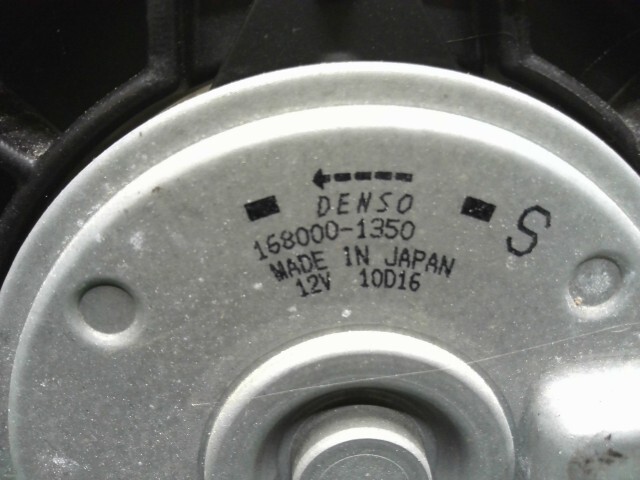 DENSO
S
168000-1350
MADE IN JAPAN
12V 10D16